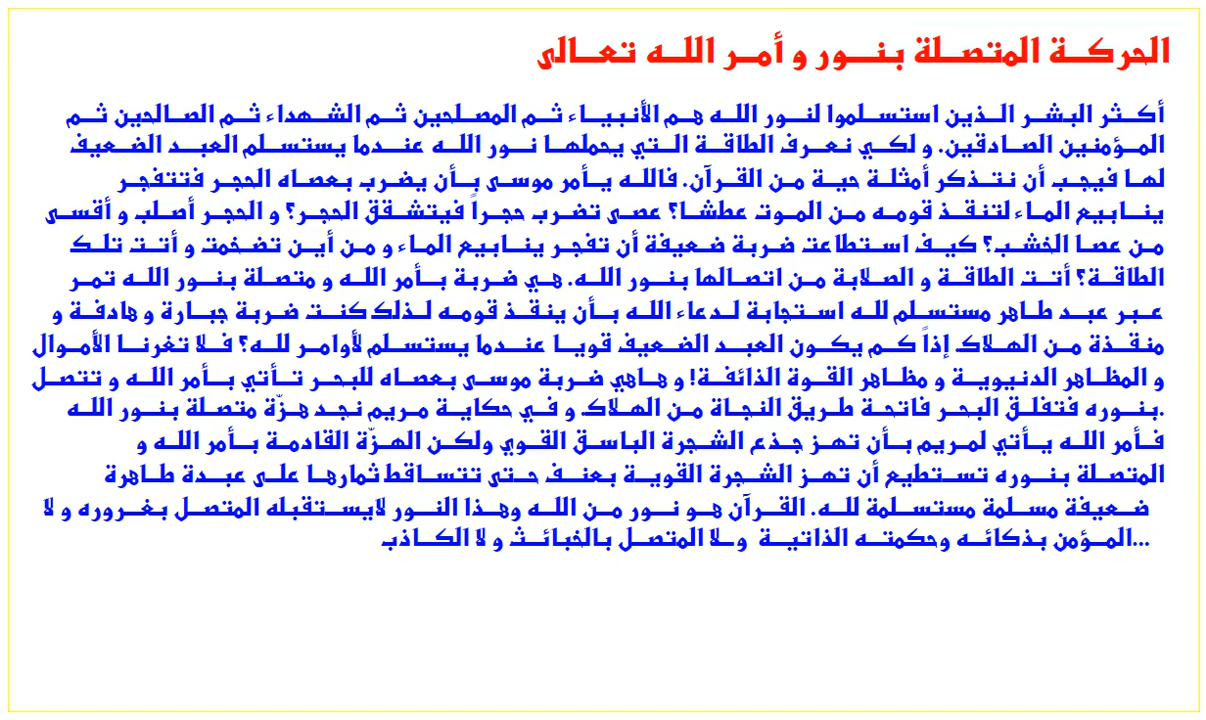 الحركة المتصلة بنور و أمر الله تعالى
أكثر البشر الذين استسلموا لنور الله هم الأنبياء ثم المصلحين ثم الشهداء ثم الصالحين ثم
المؤمنين الصادقين. و لكي نعرف الطاقة التي يحملها نور الله عندما يستسلم العبد الضعيف
لها فيجب أن نتذكر أمثلة حية من القرآن. فالله يأمر موسى بأن يضرب بعصاه الحجر فتتفجر
ينابيع الماء لتنقذ قومه من الموت عطشا؟ عصى تضرب حجراً فيتشقق الحجر؟ و الحجر أصلب و أقسى
من عصا الخشب؟ كيف استطاعت ضربة ضعيفة أن تفجر ينابيع الماء و من أين تضخمت و أتت تلك
الطاقة؟ أتت الطاقة و الصلابة من اتصالها بنور الله. هي ضربة بأمر الله و متصلة بنور الله تمر
عبر عبد طاهر مستسلم لله استجابة لدعاء الله بأن ينقذ قومه لذلك كنت ضربة جبارة و هادفة و
منقذة من الهلاك. إذاً كم يكون العبد الضعيف قويا عندما يستسلم لأوامر لله؟ فلا تغرنا الأموال
و المظاهر الدنيوية و مظاهر القوة الذائفة! و هاهي ضربة موسى بعصاه للبحر تأتي بأمر الله و تتصل
.بنوره فتفلق البحر فاتحة طريق النجاة من الهلاك. و في حكاية مريم نجد هزّة متصلة بنور الله
فأمر الله يأتي لمريم بأن تهز جذع الشجرة الباسق القوي ولكن الهزّة القادمة بأمر الله و
المتصلة بنوره تستطيع أن تهز الشجرة القوية بعنف حتى تتساقط ثمارها على عبدة طاهرة
ضعيفة مسلمة مستسلمة لله. القرآن هو نور من الله وهذا النور لايستقبله المتصل بغروره و لا
...المؤمن بذكائه وحكمته الذاتية ولا المتصل بالخبائث و لا الكاذب